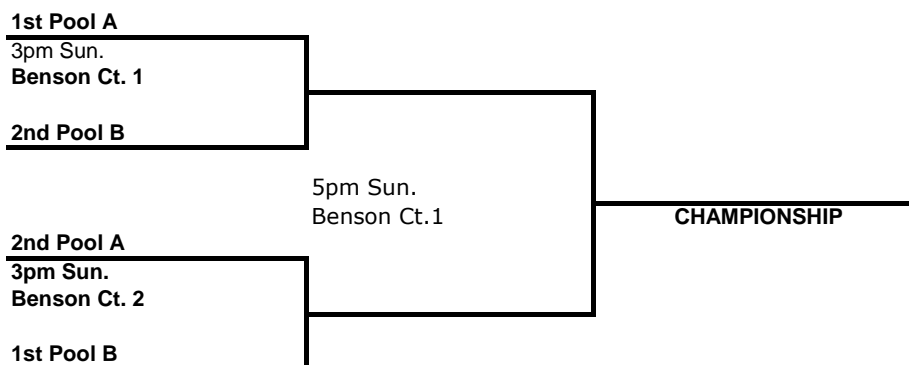 1st Pool A
3pm Sun.
Benson Ct. 1
2nd Pool B
5pm Sun.
Benson Ct.1
CHAMPIONSHIP
2nd Pool A
3pm Sun.
Benson Ct. 2
1st Pool B